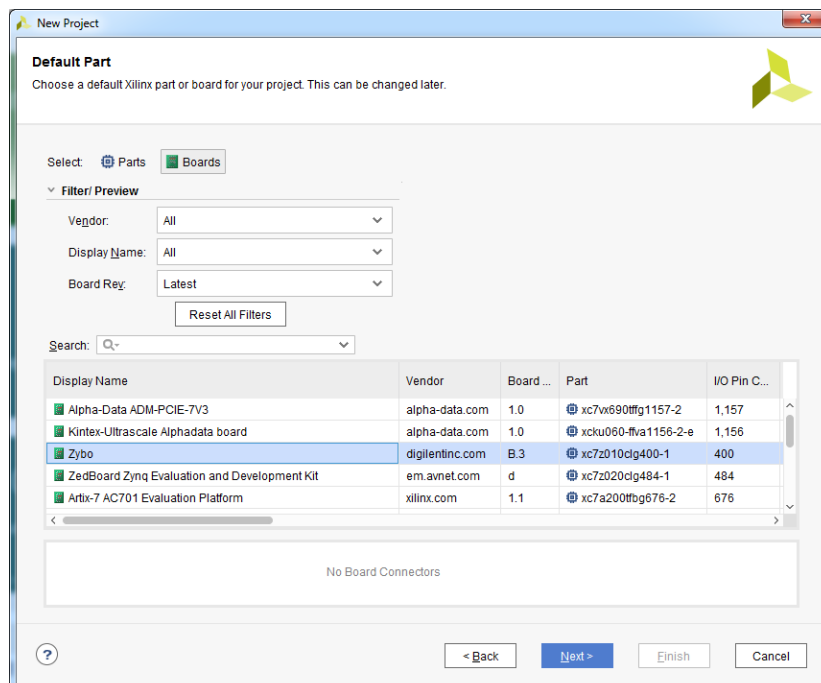 New Project
Default Part
Choose a default Xilinx part or board for your project. This can be changed later.
Select: Parts Boards
Filter/ Preview
Vendor: All
Display Name: All
Board Rev: Latest
Reset All Filters
Search:
Display Name Vendor Board ... Part I/O Pin C...
Alpha-Data ADM-PCIE-7V3 alpha-data.com 1.0 xc7vx690tffg1157-2 1,157
Kintex-Ultrascale Alphadata board alpha-data.com 1.0 xcku060-ffva1156-2-e 1,156
Zybo digilentinc.com B.3 xc7z010clg400-1 400
ZedBoard Zynq Evaluation and Development Kit em.avnet.com d xc7z020clg484-1 484
Artix-7 AC701 Evaluation Platform xilinx.com 1.1 xc7a200tfbg676-2 676
No Board Connectors
? < Back Next > Finish Cancel